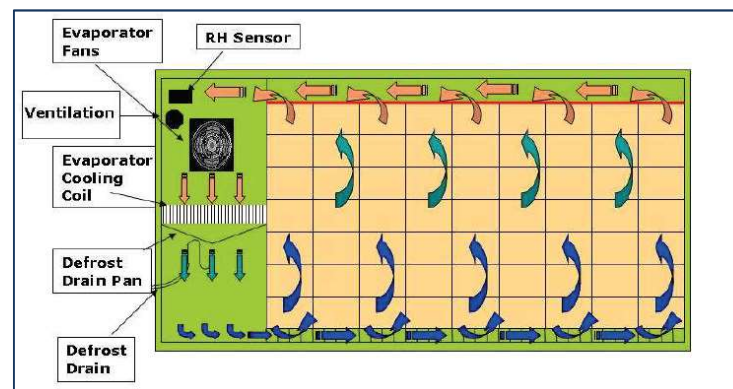 Evaporator
Fans
RH Sensor
Ventilation
Evaporator
Cooling
Coil
Defrost
Drain Pan
Defrost
Drain